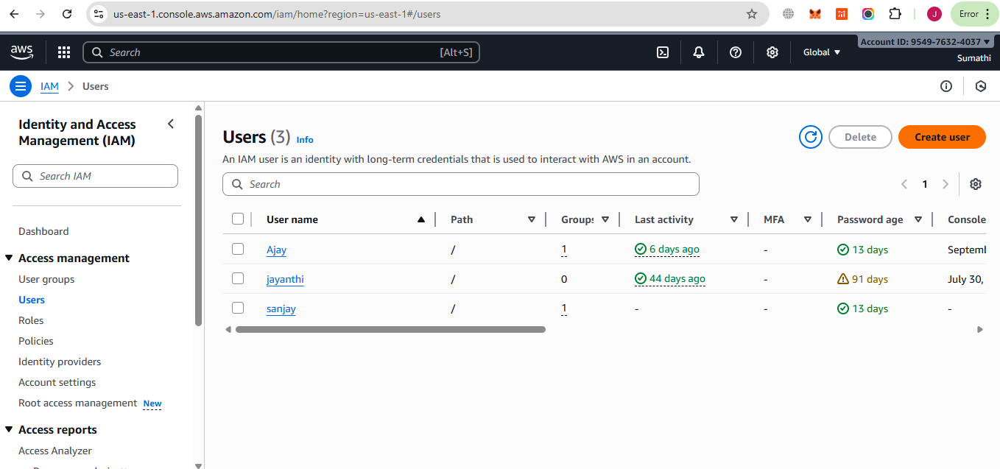 us-east-1.console.aws.amazon.com/iam/home?region=us-east-1#/users
J
Error
aws
Search
[Alt+S]
Global
Account ID: 9549-7632-4037
Sumathi
IAM
Users
Identity and Access
Management (IAM)
Search IAM
Dashboard
Access management
User groups
Users
Roles
Policies
Identity providers
Account settings
Root access management New
Access reports
Access Analyzer
Users (3) Info
Delete
Create user
An IAM user is an identity with long-term credentials that is used to interact with AWS in an account.
Search
1
User name Path Groups Last activity MFA Password age Console
Ajay / 1 6 days ago - 13 days Septemb
jayanthi / 0 44 days ago - 91 days July 30,
sanjay / 1 - - 13 days -